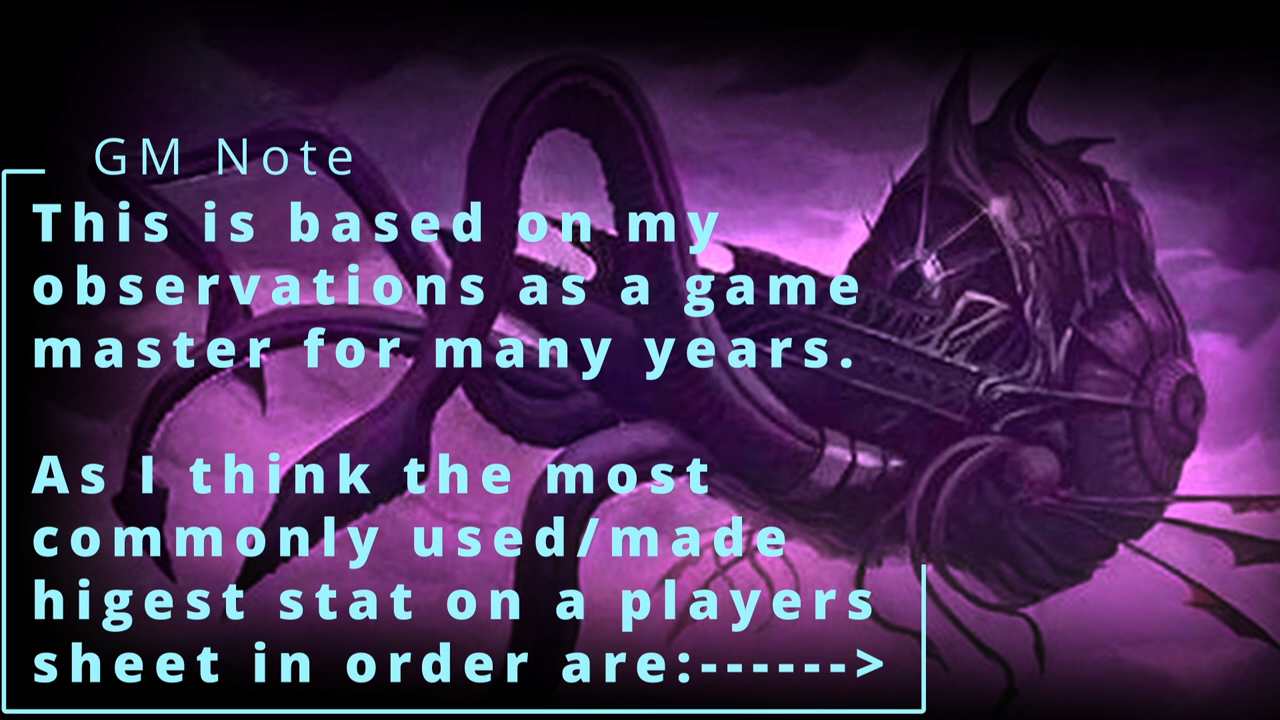 GM Note
This is based on my
observations as a game
master for many years.
As I think the most
commonly used/made
higest stat on a players
sheet in order are:------>